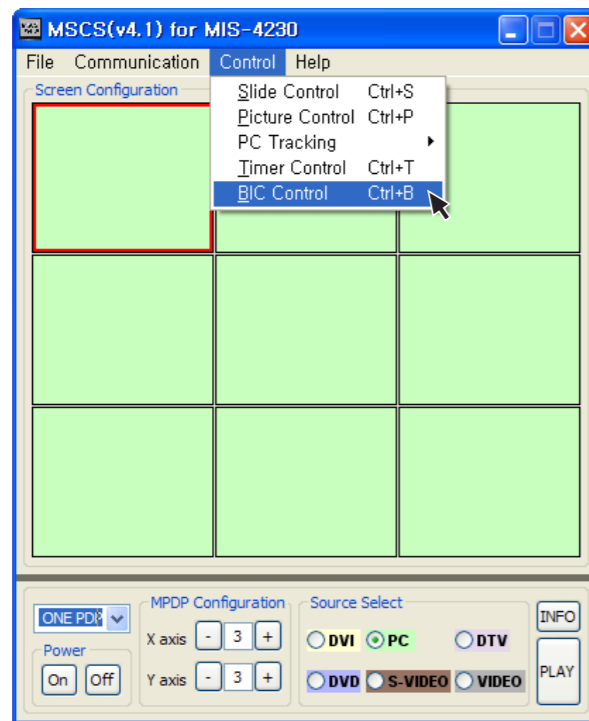 MSCS(v4.1) for MIS-4230
File Communication Control Help
Screen Configuration
Slide Control Ctrl+S
Picture Control Ctrl+P
PC Tracking
Timer Control Ctrl+T
BIC Control Ctrl+B
ONE PDP
MPDP Configuration
Source Select
INFO
X axis - 3 +
DVI PC DTV
Power
On Off
Y axis - 3 +
DVD S-VIDEO VIDEO
PLAY